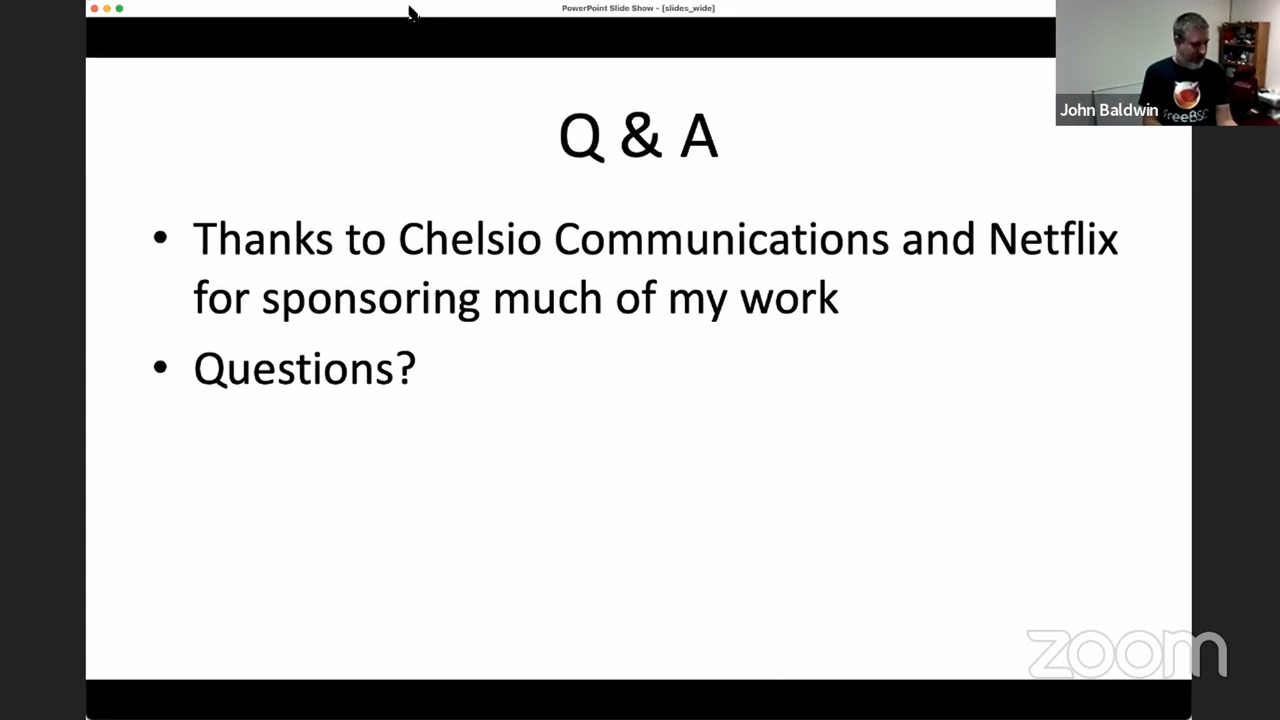 PowerPoint Slide Show - [slides_wide]
John Baldwin
FreeBSD
Q & A
• Thanks to Chelsio Communications and Netflix
for sponsoring much of my work
• Questions?
zoom